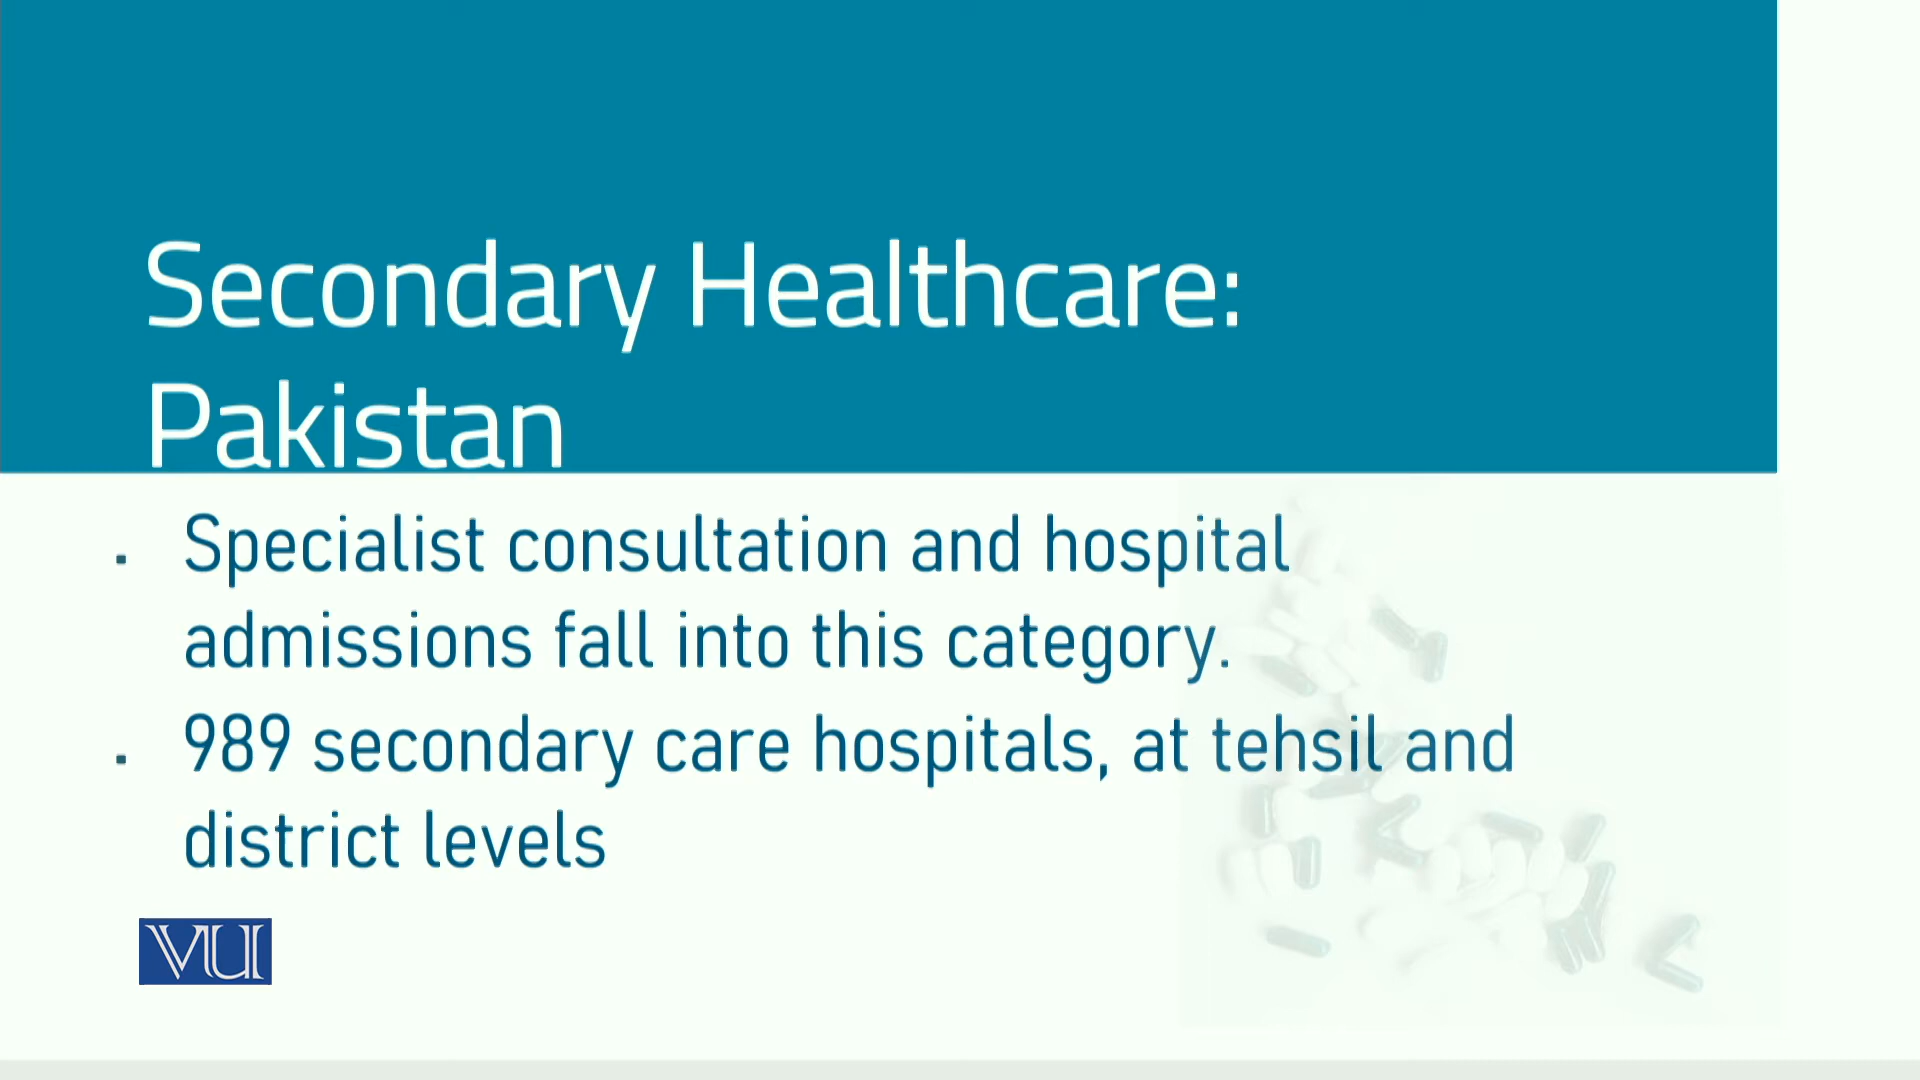 Secondary Healthcare:
Pakistan
▪ Specialist consultation and hospital
admissions fall into this category.
▪ 989 secondary care hospitals, at tehsil and
district levels
VU